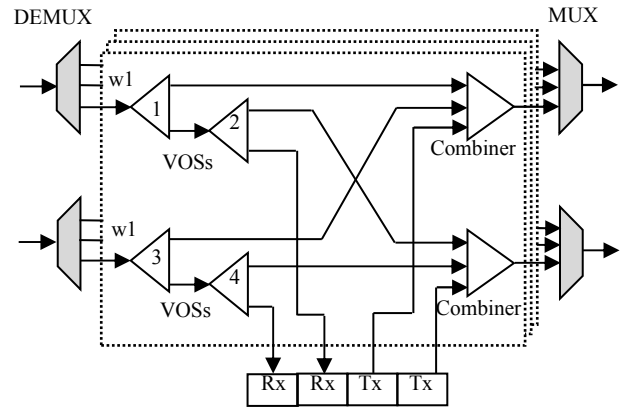 DEMUX MUX
w1
1
2
VOSs
Combiner
w1
3
4
VOSs
Combiner
Rx Rx Tx Tx